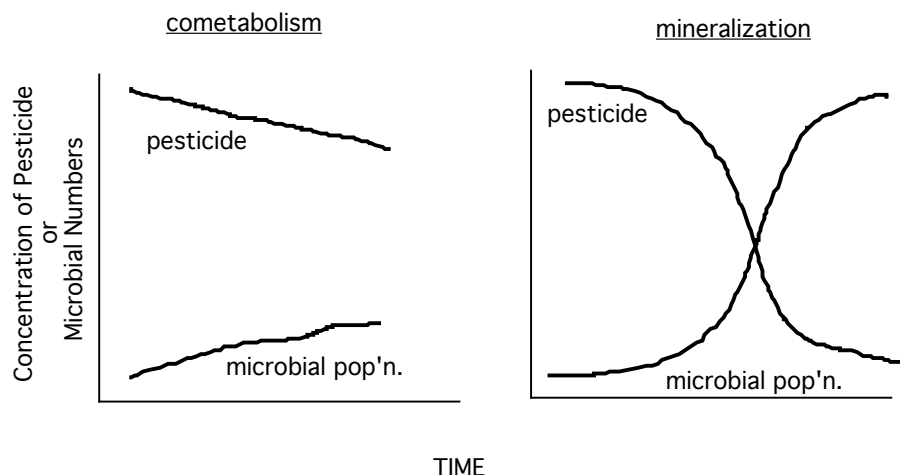 cometabolism
mineralization
Concentration of Pesticide
or
Microbial Numbers
pesticide
microbial pop'n.
pesticide
microbial pop'n.
TIME